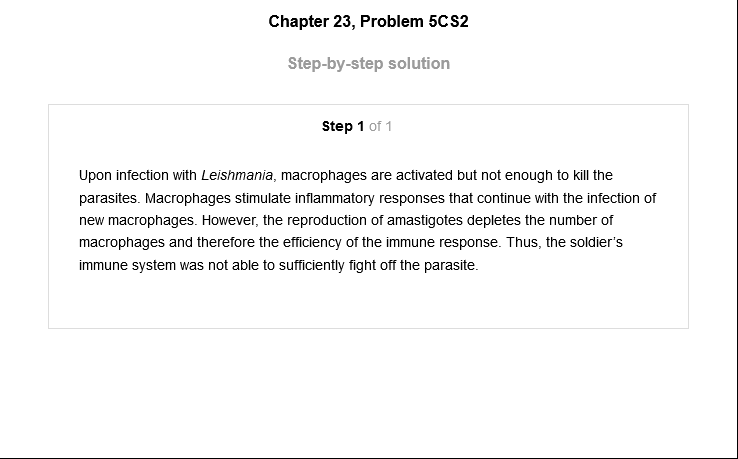 Chapter 23, Problem 5CS2
Step-by-step solution
Step 1 of 1
Upon infection with Leishmania, macrophages are activated but not enough to kill the
parasites. Macrophages stimulate inflammatory responses that continue with the infection of
new macrophages. However, the reproduction of amastigotes depletes the number of
macrophages and therefore the efficiency of the immune response. Thus, the soldier’s
immune system was not able to sufficiently fight off the parasite.